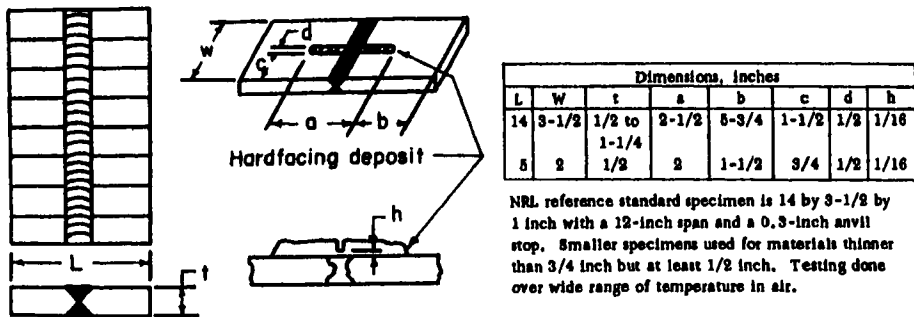 w
d
c
a
b
Hardfacing deposit
h
L
t
Dimensions, inches
L W t a b c d h
14 3-1/2 1/2 to 2-1/2 5-3/4 1-1/2 1/2 1/16
1-1/4
5 2 1/2 2 1-1/2 3/4 1/2 1/16
NRL reference standard specimen is 14 by 3-1/2 by
1 inch with a 12-inch span and a 0.3-inch anvil
stop. Smaller specimens used for materials thinner
than 3/4 inch but at least 1/2 inch. Testing done
over wide range of temperature in air.